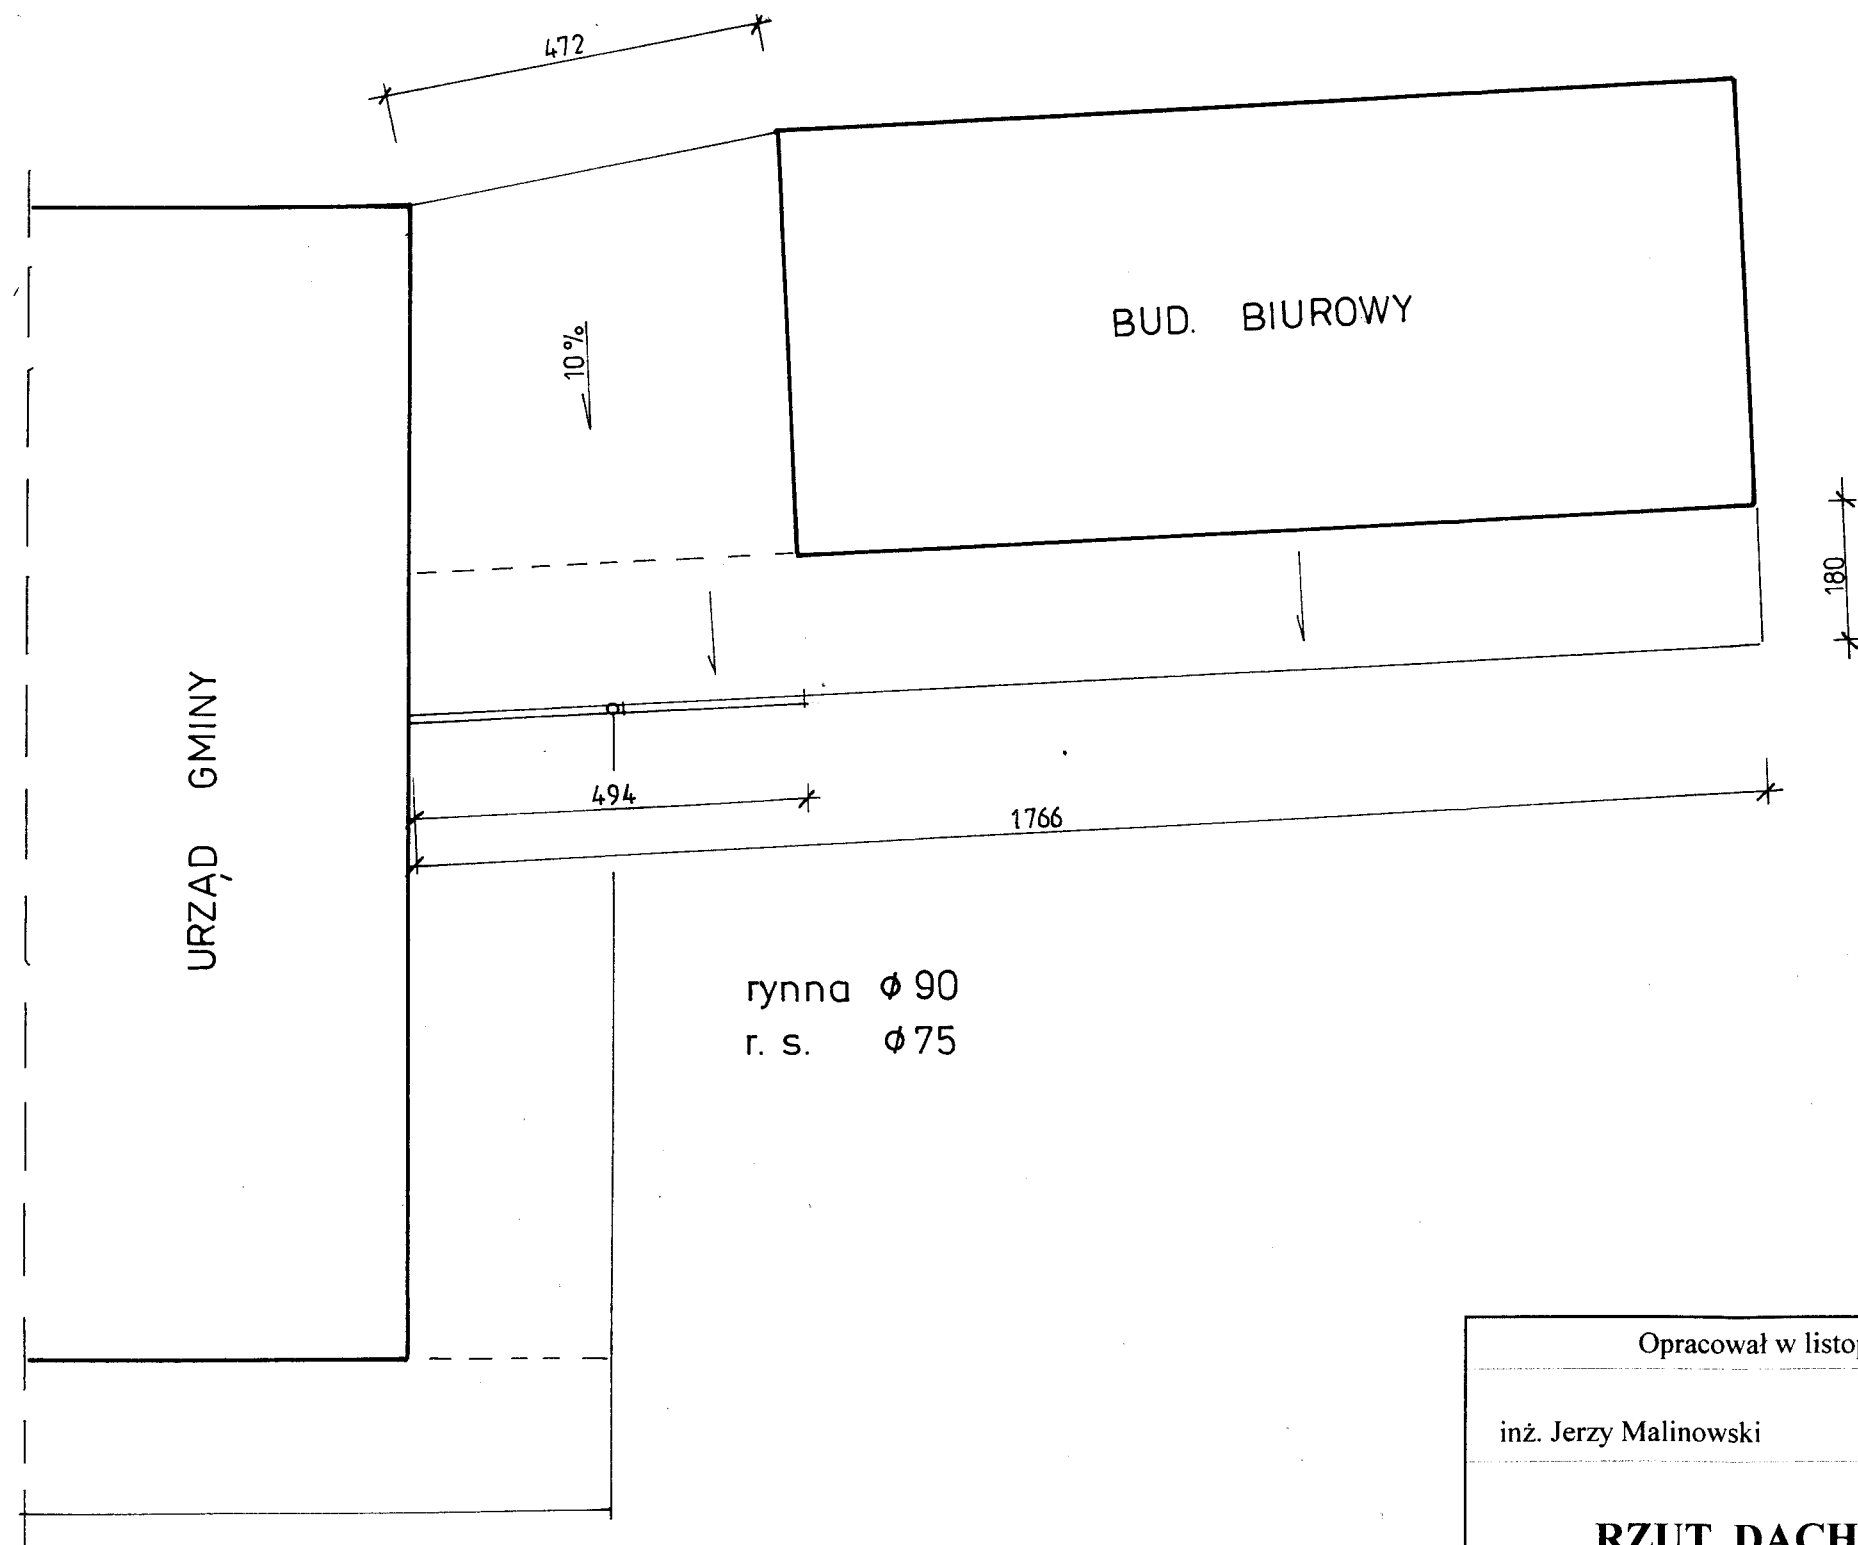 472
BUD. BIUROWY
10%
180
URZĄD GMINY
494
1766
rynna ϕ 90
r. s. ϕ 75
Opracował w listo
inż. Jerzy Malinowski
RZUT DACH